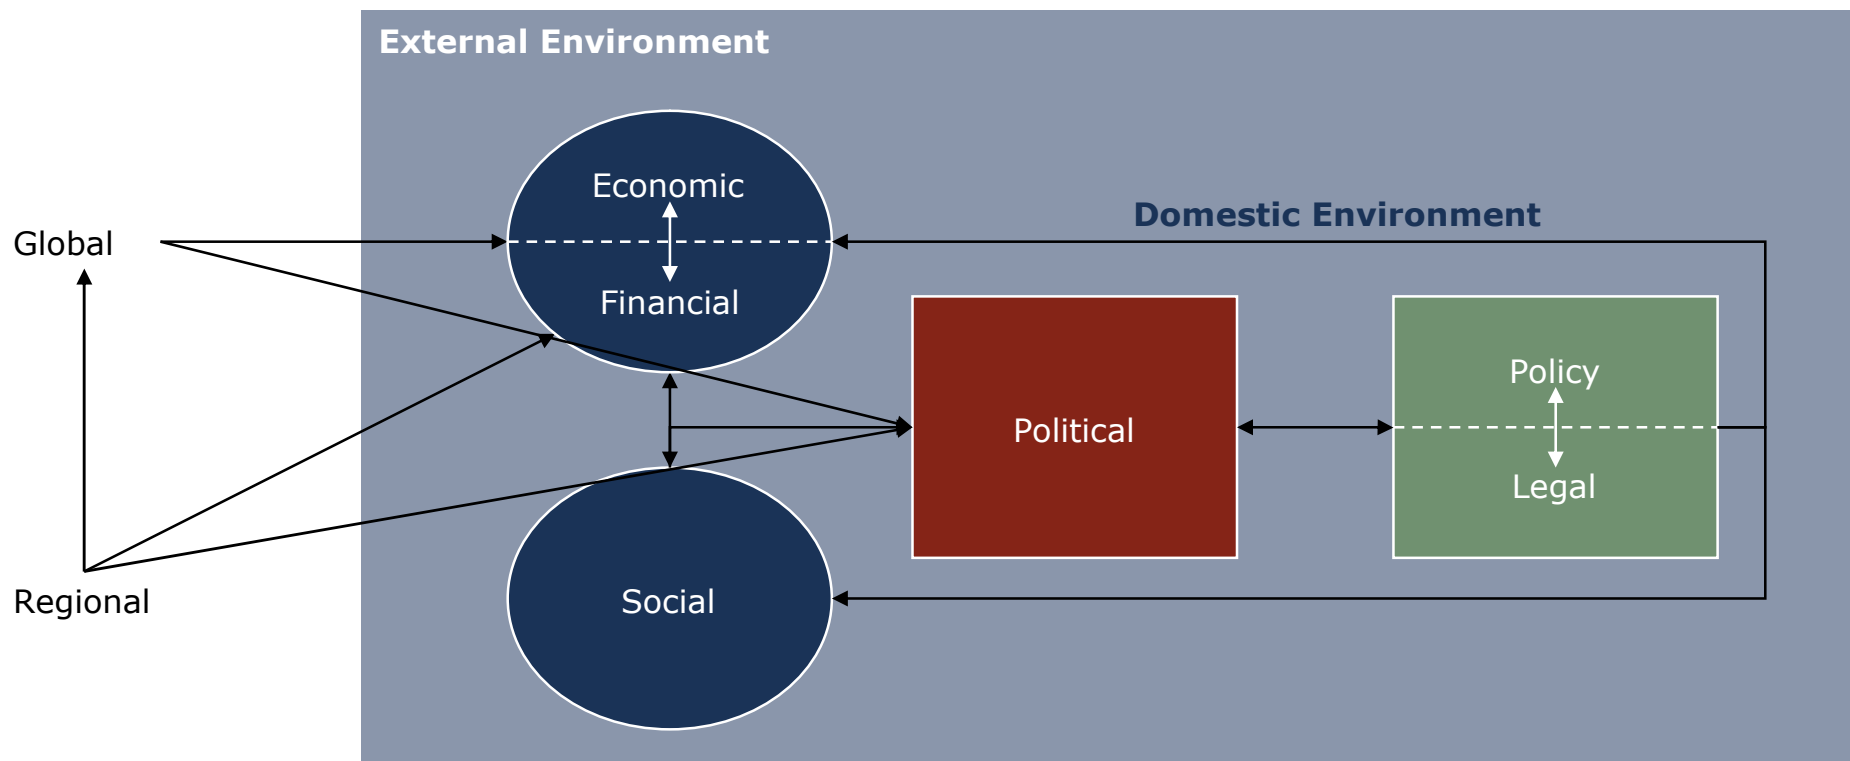 External Environment
Economic
Domestic Environment
Global
Financial
Policy
Political
Legal
Regional
Social